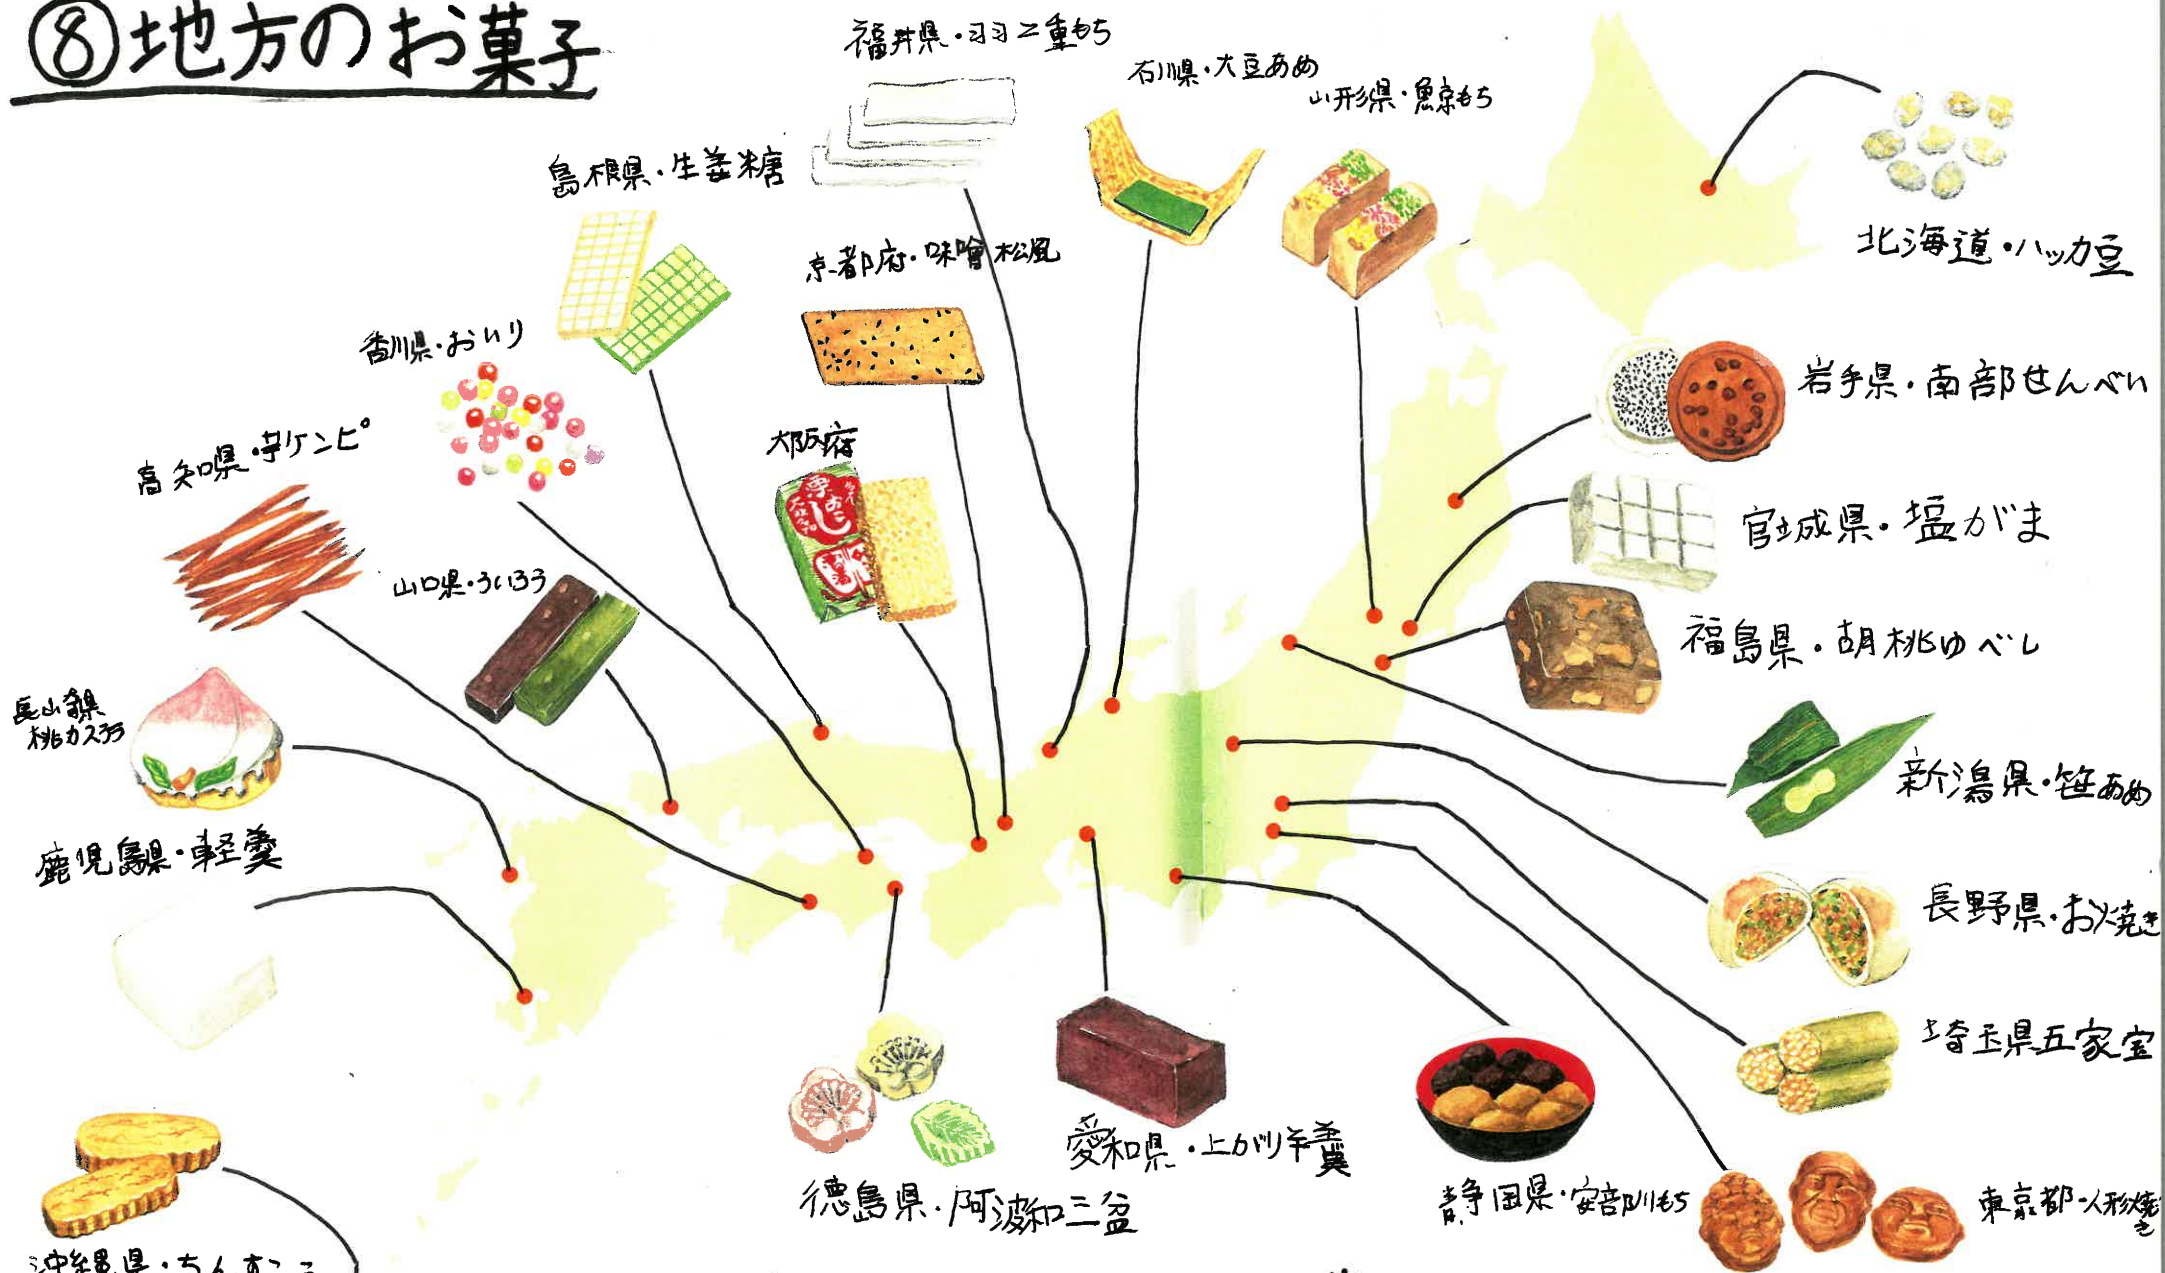 ⑧地方のお菓子
福井県・羽二重もち
石川県・大豆あめ
山形県・鯨もち
島根県・生姜糖
京都府・味噌松風
北海道・ハッカ豆
香川県・おいり
岩手県・南部せんべい
高知県・芋ケンピ
大阪府
栗おこし
宮城県・塩がま
山口県・ういろう
福島県・胡桃ゆべし
長崎県
桃カステラ
新潟県・笹あめ
鹿児島県・軽羹
長野県・お焼き
埼玉県五家宝
愛知県・上がり羊羹
徳島県・阿波和三盆
静岡県・安部川もち
東京都・人形焼
き
沖縄県・ちんすこう